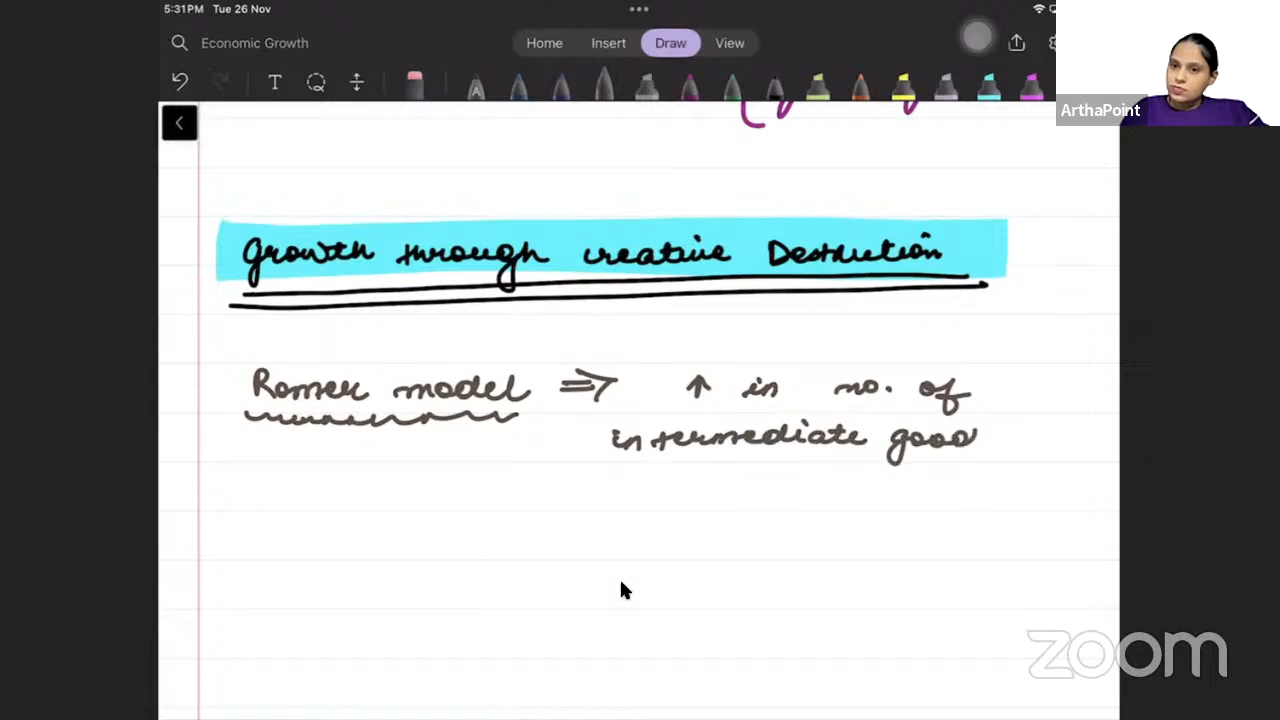 5:31PM Tue 26 Nov
Economic Growth
Home Insert Draw View
ArthaPoint
Growth through creative Destruction
Romer model ⇒ ↑ in no. of
intermediate good
zoom